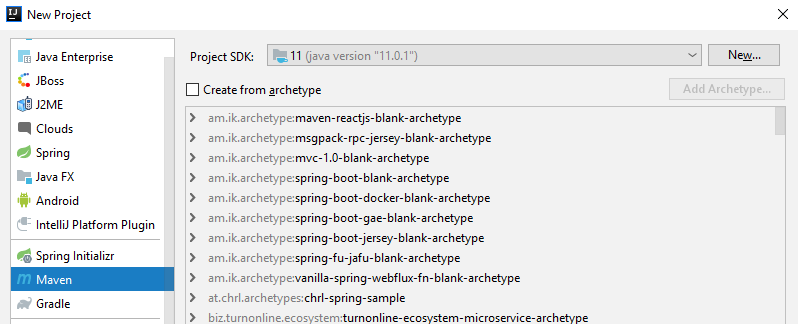 New Project
Java Enterprise
JBoss
J2ME
Clouds
Spring
Java FX
Android
IntelliJ Platform Plugin
Spring Initializr
Maven
Gradle
Project SDK: 11 (java version "11.0.1") New...
Create from archetype Add Archetype...
am.ik.archetype:maven-reactjs-blank-archetype
am.ik.archetype:msgpack-rpc-jersey-blank-archetype
am.ik.archetype:mvc-1.0-blank-archetype
am.ik.archetype:spring-boot-blank-archetype
am.ik.archetype:spring-boot-docker-blank-archetype
am.ik.archetype:spring-boot-gae-blank-archetype
am.ik.archetype:spring-boot-jersey-blank-archetype
am.ik.archetype:spring-fu-jafu-blank-archetype
am.ik.archetype:vanilla-spring-webflux-fn-blank-archetype
at.chrl.archetypes:chrl-spring-sample
biz.turnonline.ecosystem:turnonline-ecosystem-microservice-archetype